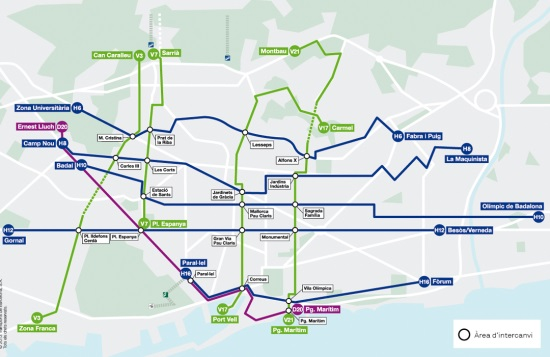 Can Caralleu
V3
V7
Sarrià
Montbau
V21
Zona Universitària
H6
Ernest Lluch
D20
Camp Nou
H8
Badal
H10
M. Cristina
Prat de
la Riba
Lesseps
V17
Carmel
Alfons X
H6
Fabra i Puig
H8
La Maquinista
Carles III
Les Corts
Estació
de Sants
Jardinets
de Gràcia
Jardins
Indústria
Mallorca
Pau Claris
Sagrada
Família
Olímpic de Badalona
H10
V7
Pl. Espanya
H12
Gornal
Pl. Ildefons
Cerdà
Pl. Espanya
Gran Via
Pau Claris
Monumental
H12
Besòs/Verneda
Paral·lel
H16
Paral·lel
Correus
Vila Olímpica
H16
Fòrum
V3
Zona Franca
V17
Port Vell
D20
Pg. Marítim
V21
Pg. Marítim
Pg. Marítim
Àrea d'intercanvi